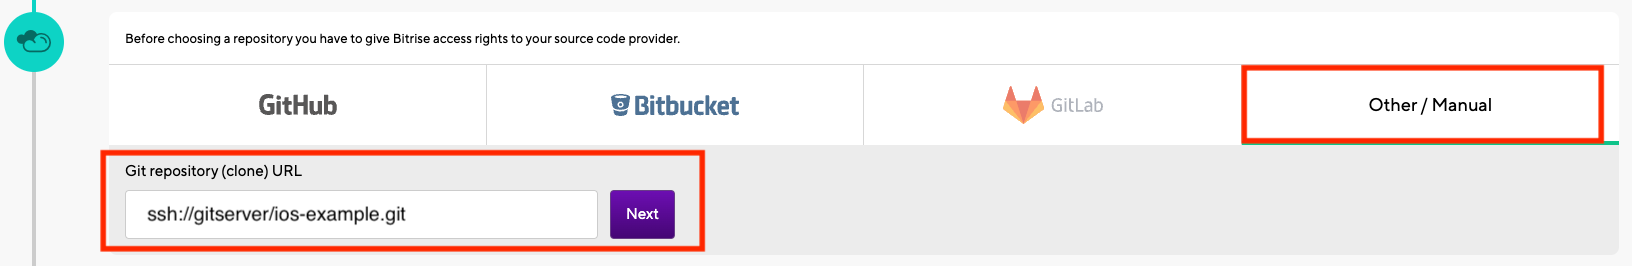 Before choosing a repository you have to give Bitrise access rights to your source code provider.
GitHub
Bitbucket
GitLab
Other / Manual
Git repository (clone) URL
ssh://gitserver/ios-example.git
Next